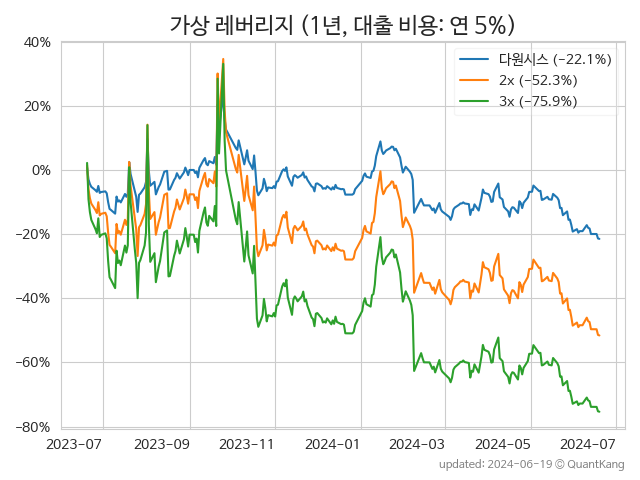 가상 레버리지 (1년, 대출 비용: 연 5%)
40%
20%
0%
−20%
−40%
−60%
−80%
다원시스 (−22.1%)
2x (−52.3%)
3x (−75.9%)
2023-07 2023-09 2023-11 2024-01 2024-03 2024-05 2024-07
updated: 2024-06-19 © QuantKang